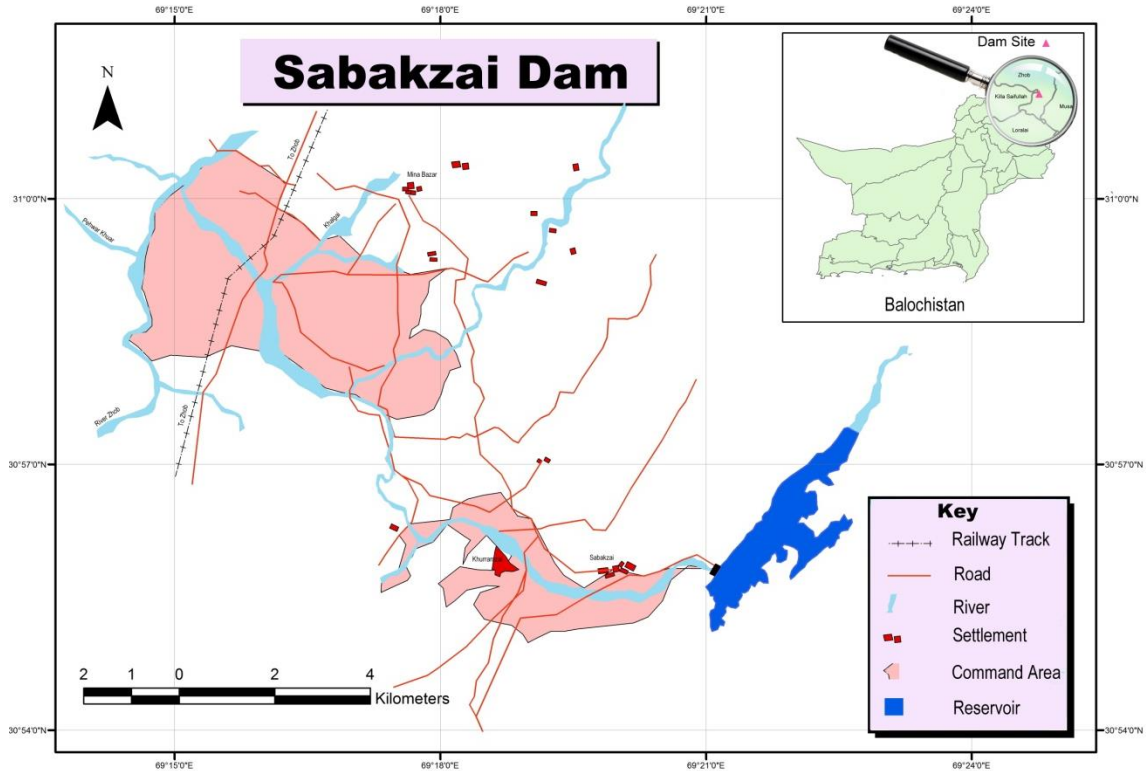 69°15'0"E
69°18'0"E
69°21'0"E
69°24'0"E
Sabakzai Dam
N
Dam Site
Zhob
Killa Saifullah
Musa
Loralai
Balochistan
To Zhob
Mina Bazar
31°0'0"N
31°0'0"N
Khaigai
River Zhob
To Zhob
30°57'0"N
30°57'0"N
Sabakzai
Key
Railway Track
Road
River
Settlement
Command Area
Reservoir
2 1 0 2 4
Kilometers
30°54'0"N
30°54'0"N
69°15'0"E
69°18'0"E
69°21'0"E
69°24'0"E